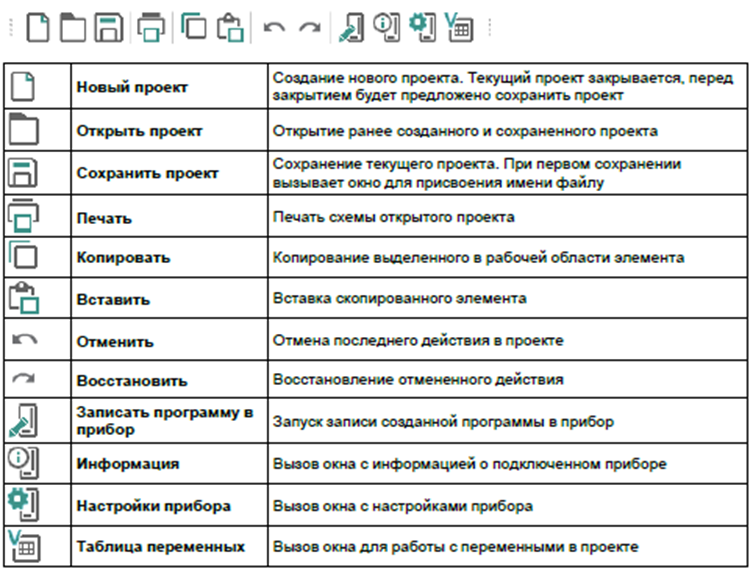 Новый проект
Создание нового проекта. Текущий проект закрывается, перед
закрытием будет предложено сохранить проект
Открыть проект
Открытие ранее созданного и сохраненного проекта
Сохранить проект
Сохранение текущего проекта. При первом сохранении
вызывает окно для присвоения имени файлу
Печать
Печать схемы открытого проекта
Копировать
Копирование выделенного в рабочей области элемента
Вставить
Вставка скопированного элемента
Отменить
Отмена последнего действия в проекте
Восстановить
Восстановление отмененного действия
Записать программу в
прибор
Запуск записи созданной программы в прибор
Информация
Вызов окна с информацией о подключенном приборе
Настройки прибора
Вызов окна с настройками прибора
Таблица переменных
Вызов окна для работы с переменными в проекте